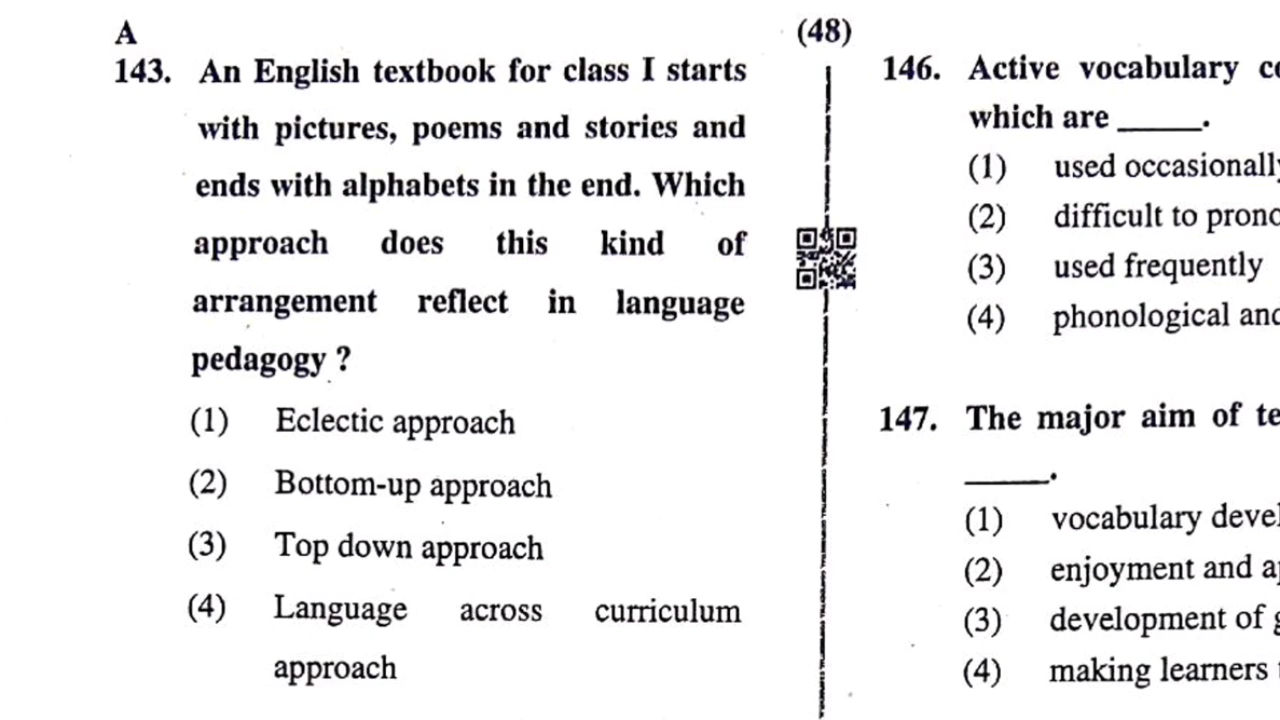 A
(48)
143. An English textbook for class I starts
with pictures, poems and stories and
ends with alphabets in the end. Which
approach does this kind of
arrangement reflect in language
pedagogy ?
(1) Eclectic approach
(2) Bottom-up approach
(3) Top down approach
(4) Language across curriculum
approach
146. Active vocabulary
which are _____.
(1) used occasionally
(2) difficult to
(3) used frequently
(4) phonological
147. The major aim of
_____.
(1) vocabulary
(2) enjoyment and
(3) development of
(4) making learners